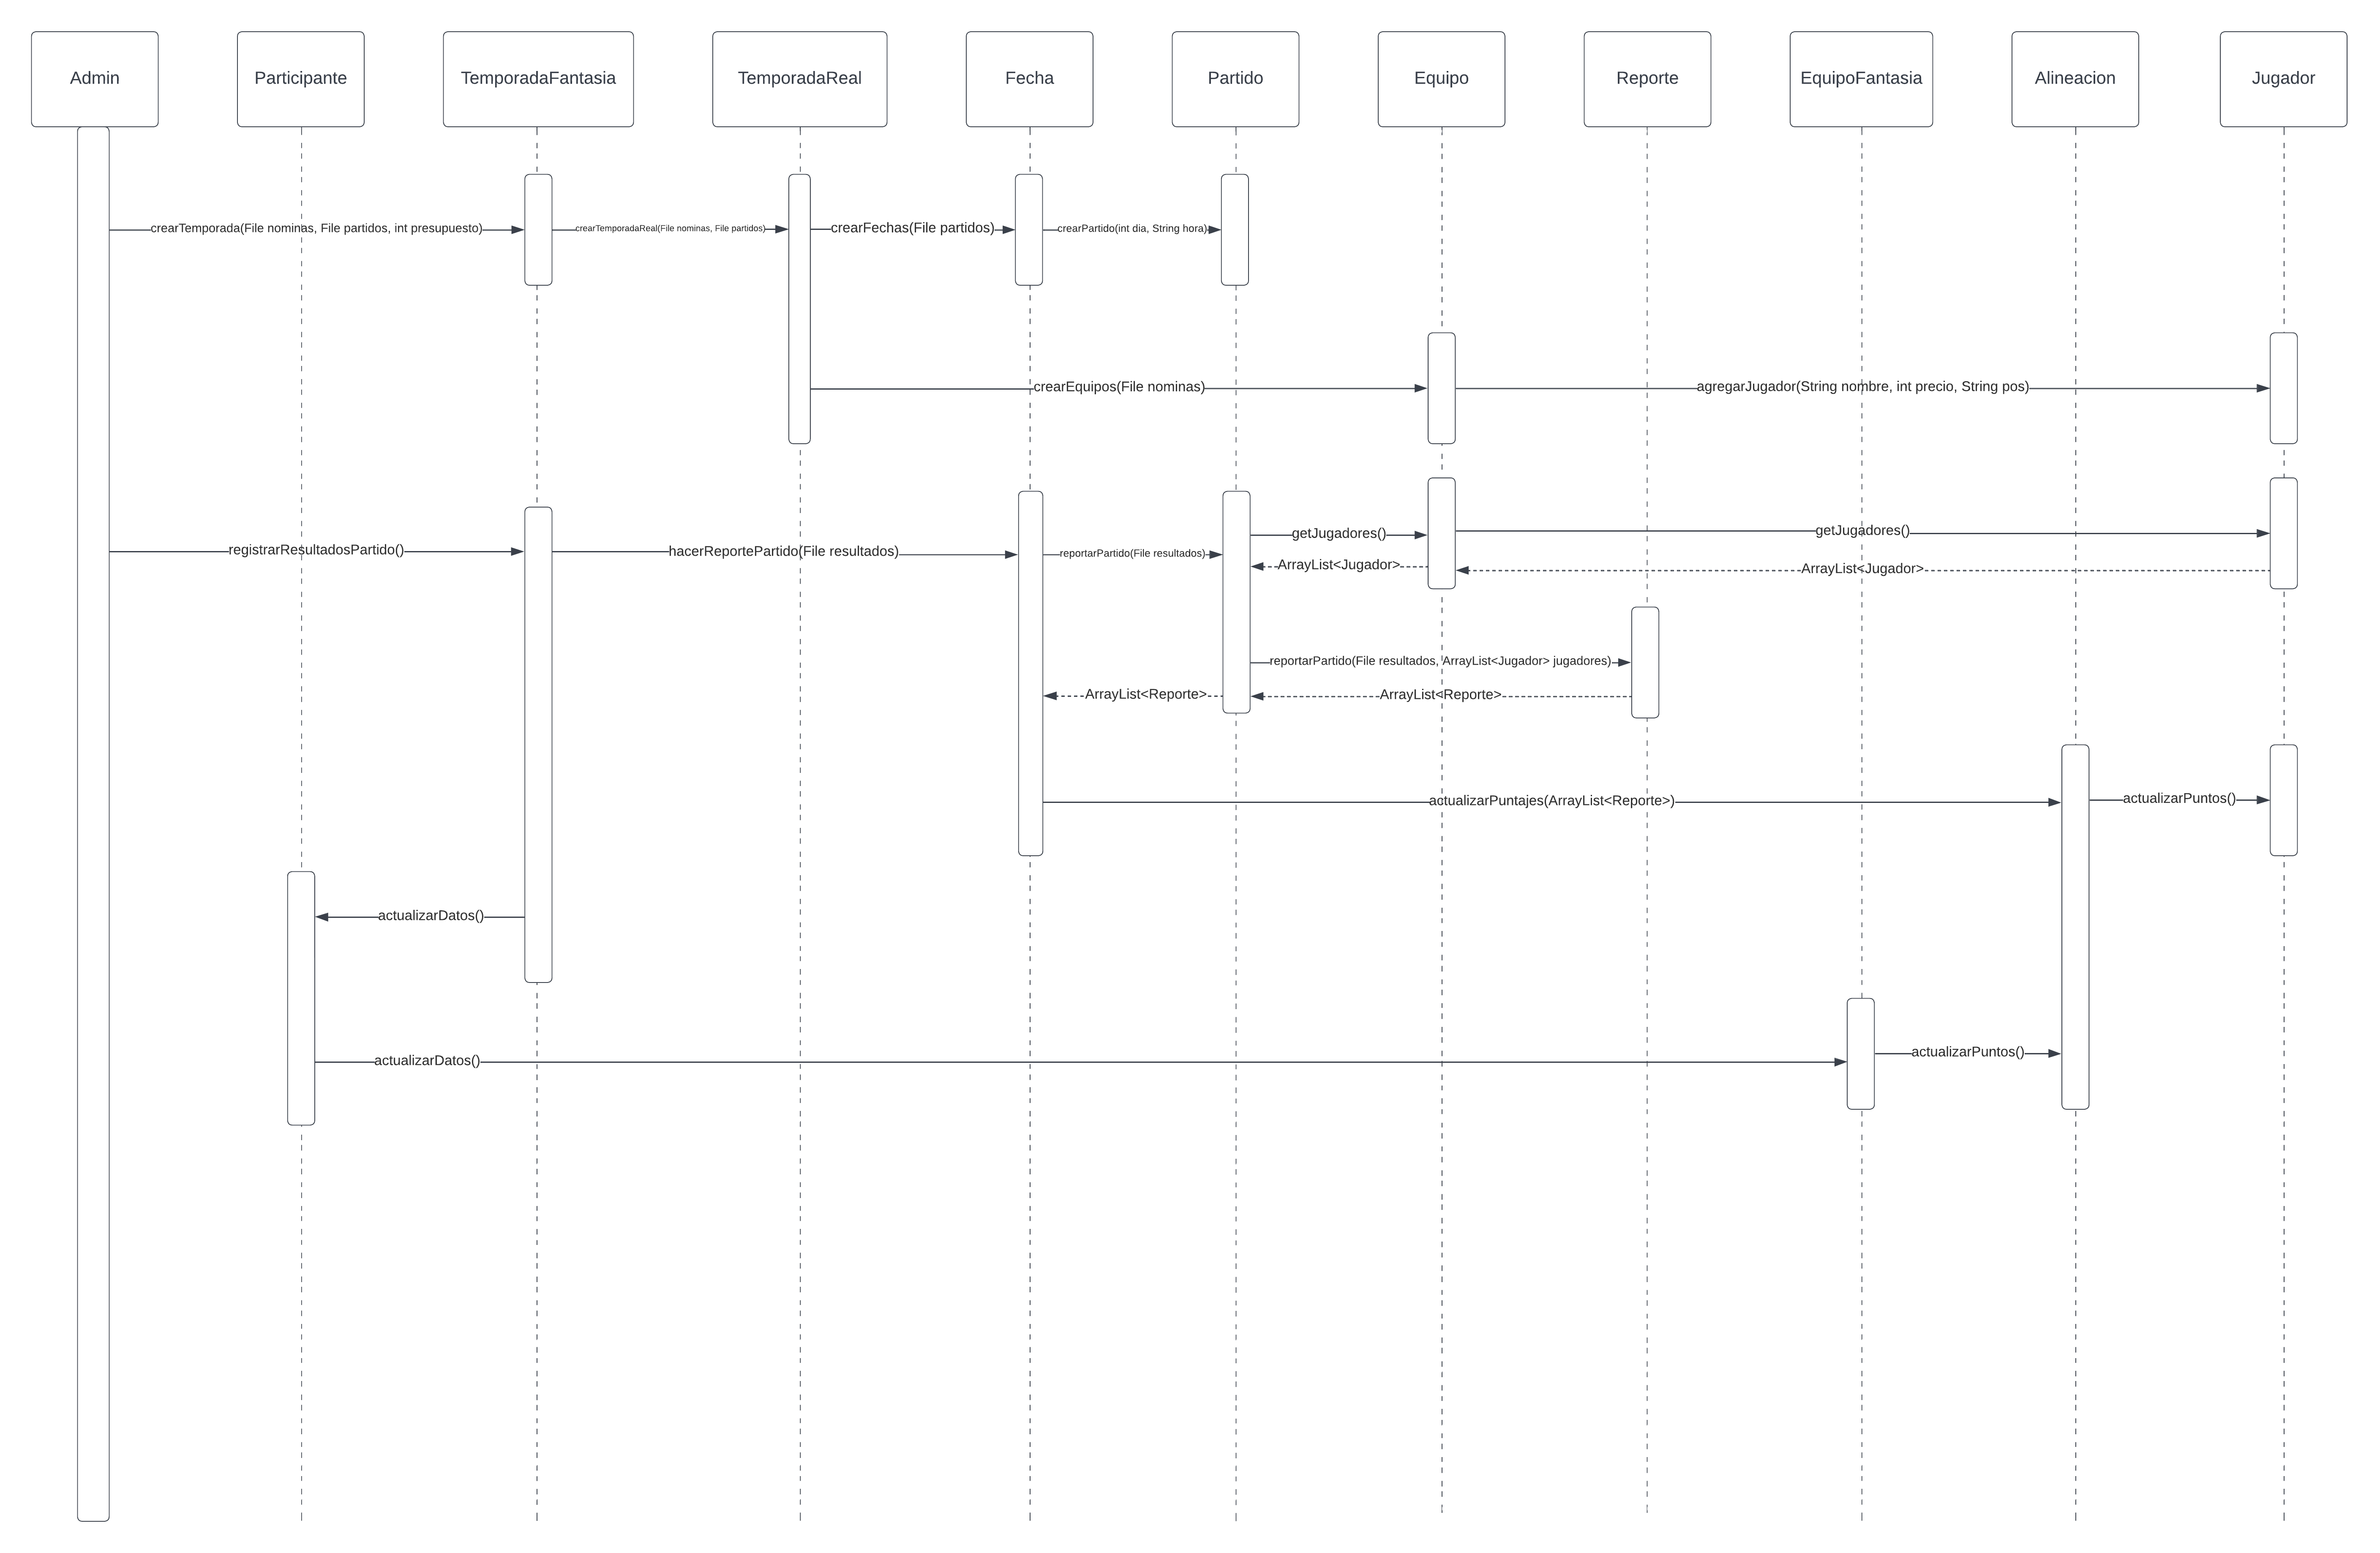 Admin
Participante
TemporadaFantasia
TemporadaReal
Fecha
Partido
Equipo
Reporte
EquipoFantasia
Alineacion
Jugador
crearTemporada(File nominas, File partidos, int presupuesto)
crearTemporadaReal(File nominas, File partidos)
crearFechas(File partidos)
crearPartido(int dia, String hora)
crearEquipos(File nominas)
agregarJugador(String nombre, int precio, String pos)
registrarResultadosPartido()
hacerReportePartido(File resultados)
reportarPartido(File resultados)
getJugadores()
getJugadores()
ArrayList<Jugador>
ArrayList<Jugador>
reportarPartido(File resultados, ArrayList<Jugador> jugadores)
ArrayList<Reporte>
ArrayList<Reporte>
actualizarPuntajes(ArrayList<Reporte>)
actualizarPuntos()
actualizarDatos()
actualizarDatos()
actualizarPuntos()